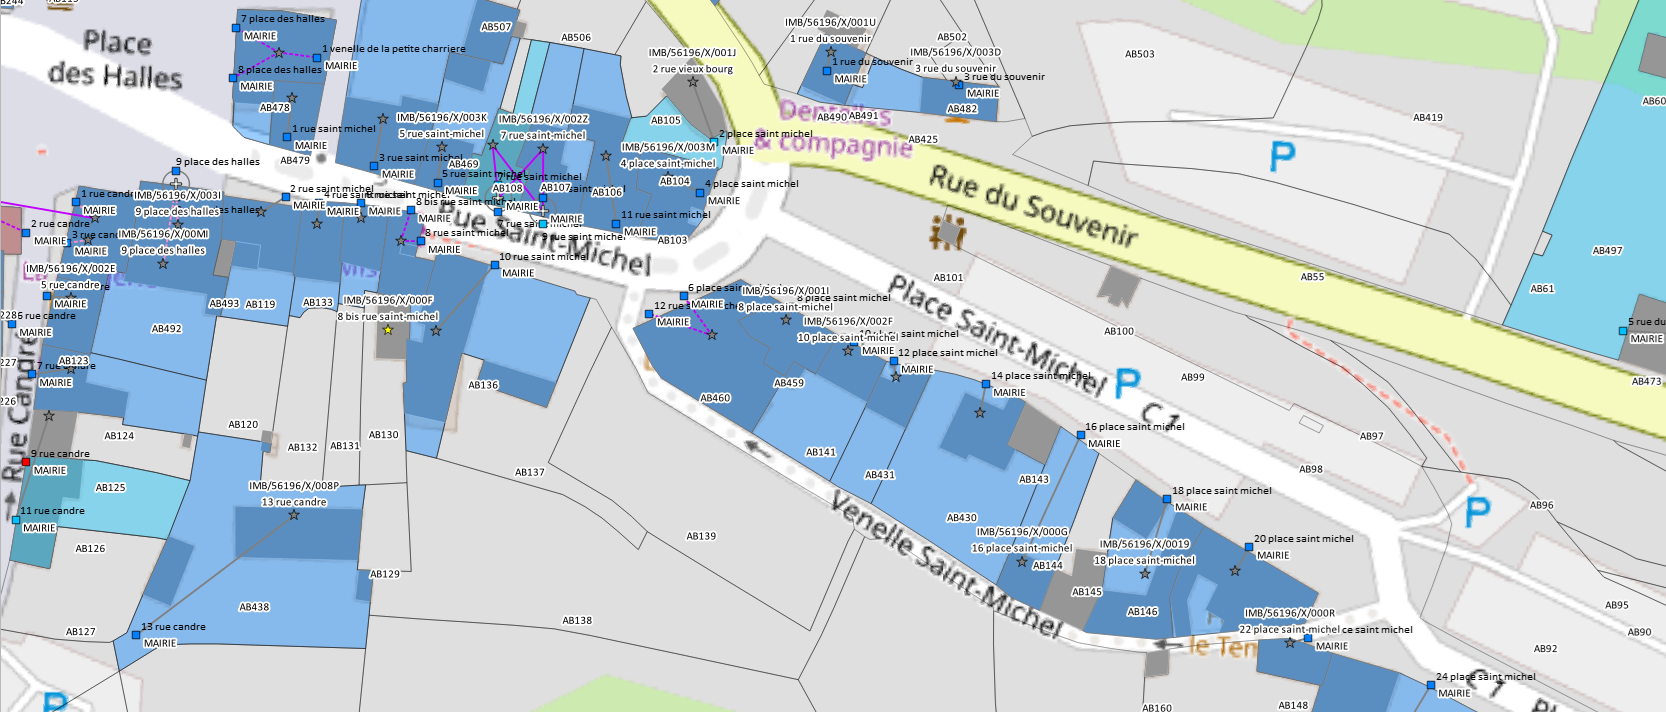 AB244
AB115
7 place des halles
MAIRIE
1 venelle de la petite charriere
MAIRIE
Place
des Halles
8 place des halles
MAIRIE
AB478
1 rue saint michel
MAIRIE
AB479
AB507
AB506
IMB/56196/X/003K
5 rue saint-michel
IMB/56196/X/002Z
7 rue saint-michel
3 rue saint michel
MAIRIE
AB469
5 rue saint michel
MAIRIE
AB108
MAIRIE
AB107
MAIRIE
AB106
IMB/56196/X/001J
2 rue vieux bourg
AB105
2 place saint michel
MAIRIE
IMB/56196/X/003M
4 place saint-michel
AB104
4 place saint michel
MAIRIE
11 rue saint michel
MAIRIE
AB103
IMB/56196/X/001U
1 rue du souvenir
1 rue du souvenir
MAIRIE
AB502
IMB/56196/X/003D
3 rue du souvenir
3 rue du souvenir
MAIRIE
AB482
AB490
AB491
Dentelles
& compagnie
AB425
AB503
P
AB419
AB60
AB497
AB61
AB55
5 rue du
MAIRIE
AB473
Rue du Souvenir
9 place des halles
MAIRIE
1 rue candre
MAIRIE
IMB/56196/X/003I
9 place des halles
2 rue candre
MAIRIE
3 rue candre
MAIRIE
IMB/56196/X/00MI
9 place des halles
2 rue saint michel
MAIRIE
4 rue saint michel
MAIRIE
MAIRIE
8 bis rue saint michel
MAIRIE
8 rue saint michel
MAIRIE
9 rue saint michel
Rue Saint-Michel
10 rue saint michel
MAIRIE
IMB/56196/X/002E
5 rue candre
MAIRIE
6 rue candre
MAIRIE
AB493
AB119
AB133
AB492
IMB/56196/X/000F
8 bis rue saint-michel
AB123
7 rue candre
MAIRIE
AB124
AB120
AB132
AB131
AB130
AB136
AB137
Rue Candre
9 rue candre
MAIRIE
AB125
11 rue candre
MAIRIE
AB126
IMB/56196/X/008P
13 rue candre
AB129
AB438
AB127
13 rue candre
MAIRIE
P
AB139
AB138
6 place saint michel
MAIRIE
12 rue saint michel
MAIRIE
IMB/56196/X/001I
8 place saint michel
8 place saint-michel
IMB/56196/X/002F
10 place saint-michel
MAIRIE
12 place saint michel
MAIRIE
14 place saint michel
MAIRIE
AB459
AB460
AB141
AB431
AB430
AB143
16 place saint michel
MAIRIE
AB101
AB100
Place Saint-Michel
P
C 1
AB99
AB98
AB97
P
AB96
IMB/56196/X/000G
16 place saint-michel
AB144
AB145
Venelle Saint-Michel
18 place saint michel
MAIRIE
IMB/56196/X/0019
18 place saint-michel
AB146
20 place saint michel
MAIRIE
IMB/56196/X/000R
22 place saint-michel
MAIRIE
le Tem
AB160
AB148
24 place saint michel
MAIRIE
C 1
AB92
AB95
AB90